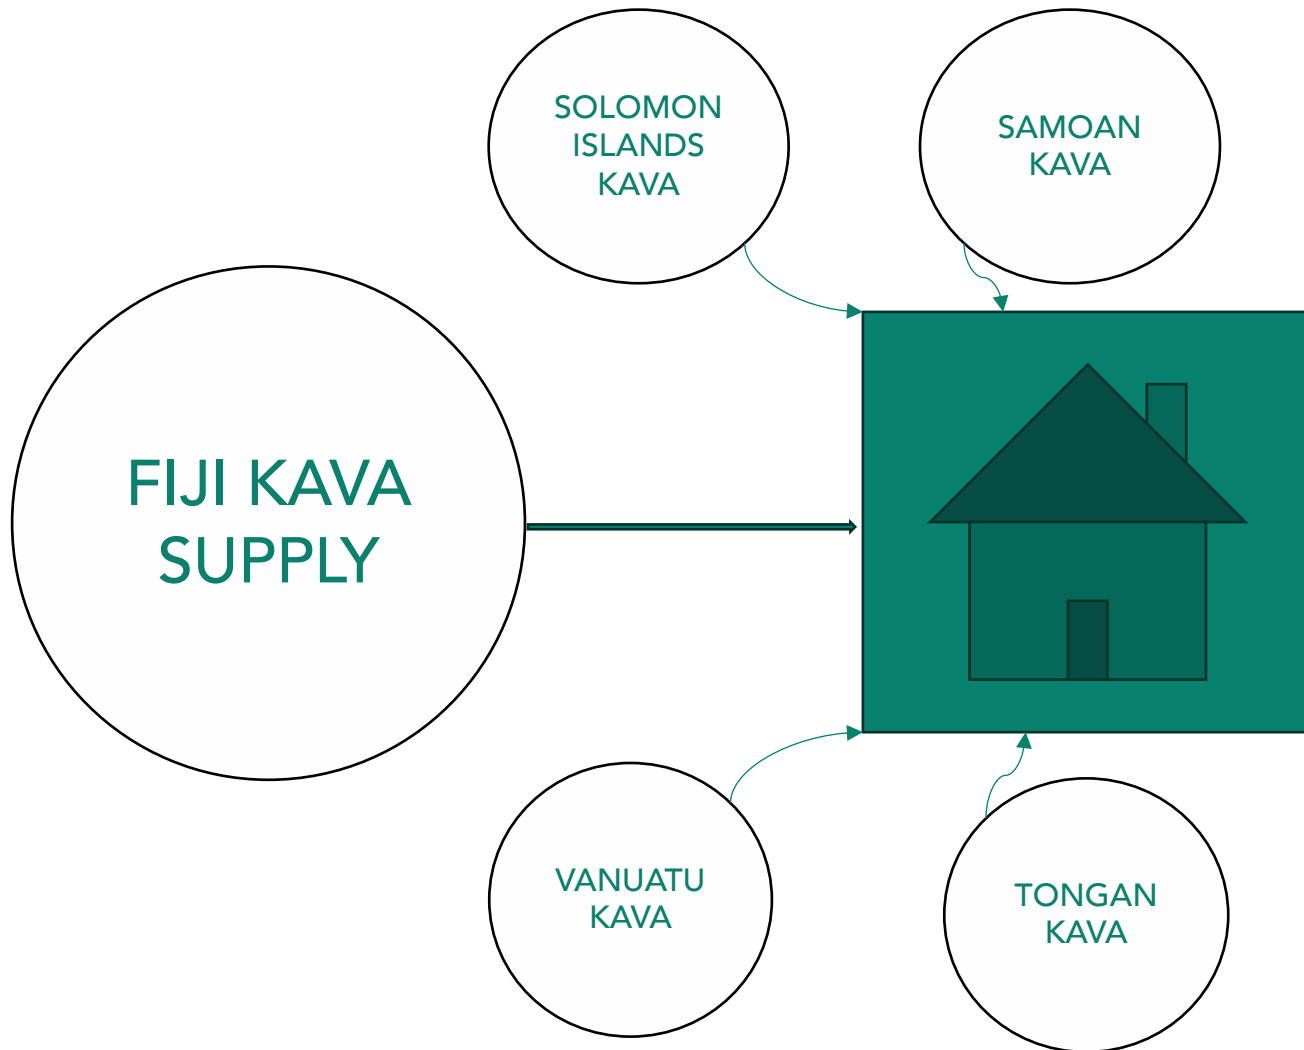 SOLOMON
ISLANDS
KAVA
SAMOAN
KAVA
FIJI KAVA
SUPPLY
VANUATU
KAVA
TONGAN
KAVA